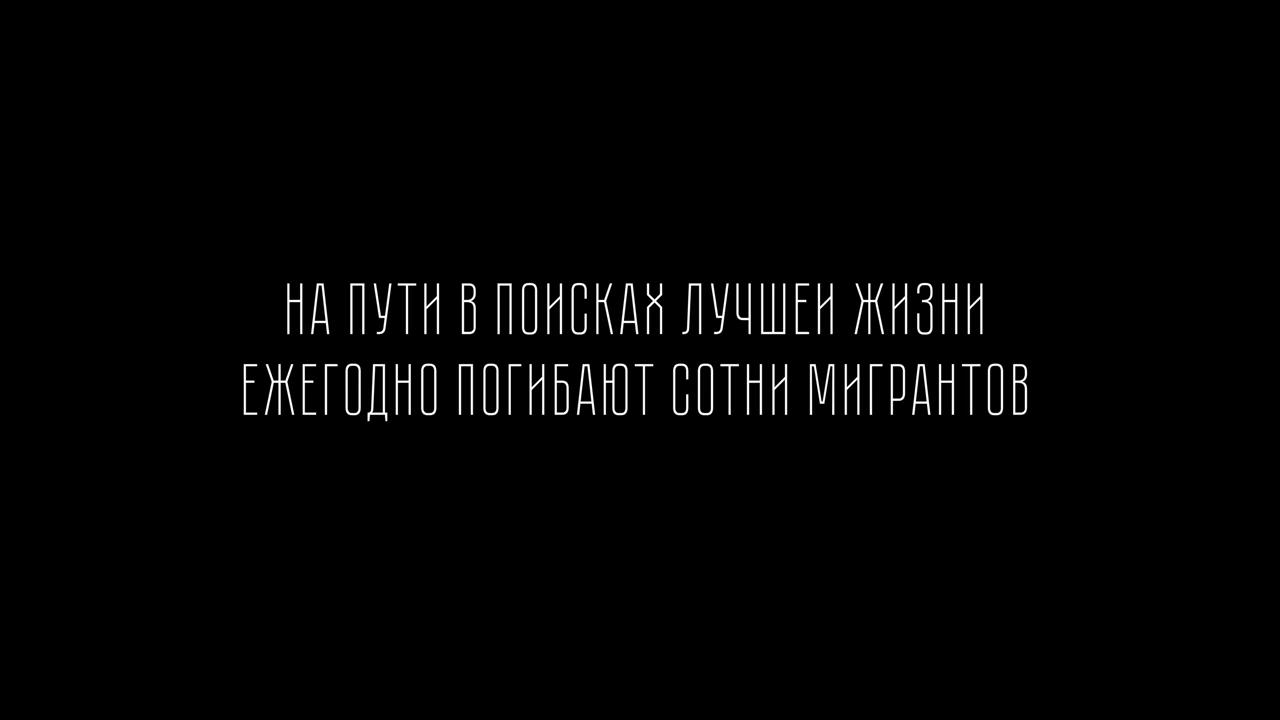 НА ПУТИ В ПОИСКАХ ЛУЧШЕИ ЖИЗНИ
ЕЖЕГОДНО ПОГИБАЮТ СОТНИ МИГРАНТОВ